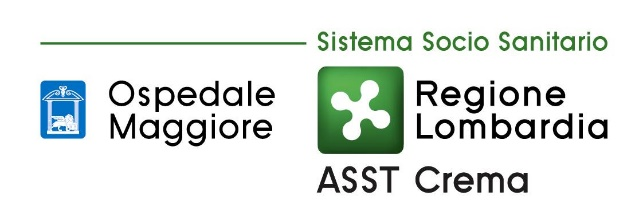 Sistema Socio Sanitario
Ospedale
Maggiore
Regione
Lombardia
ASST Crema